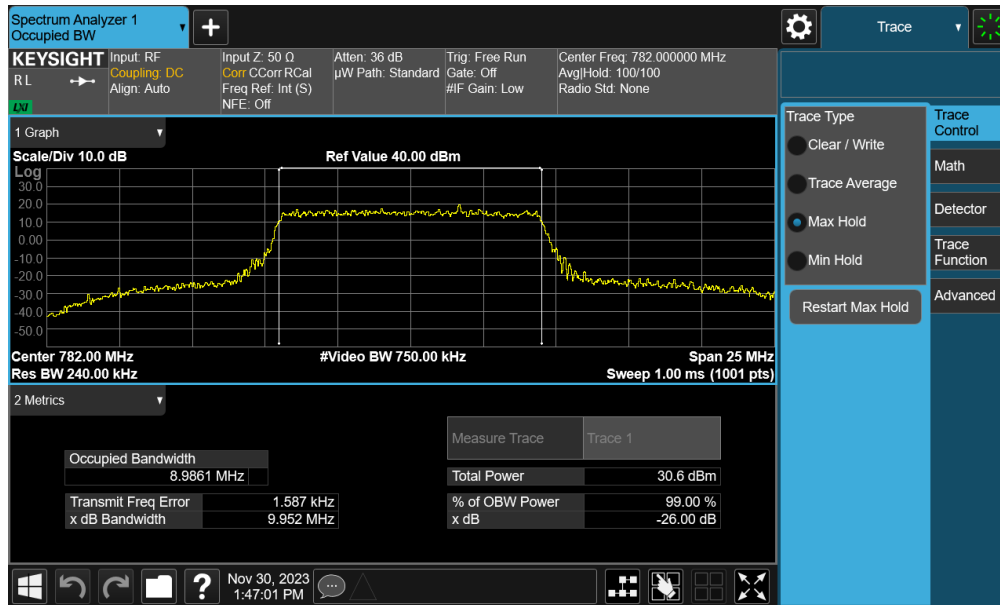 Spectrum Analyzer 1
Occupied BW
Trace
KEYSIGHT
R L
LXI
Input: RF
Coupling: DC
Align: Auto
Input Z: 50 Ω
Corr CCorr RCal
Freq Ref: Int (S)
NFE: Off
Atten: 36 dB
µW Path: Standard
Trig: Free Run
Gate: Off
#IF Gain: Low
Center Freq: 782.000000 MHz
Avg|Hold: 100/100
Radio Std: None
1 Graph
Scale/Div 10.0 dB
Ref Value 40.00 dBm
Log
30.0
20.0
10.0
0.00
-10.0
-20.0
-30.0
-40.0
-50.0
Center 782.00 MHz
#Video BW 750.00 kHz
Span 25 MHz
Res BW 240.00 kHz
Sweep 1.00 ms (1001 pts)
2 Metrics
Measure Trace
Trace 1
Occupied Bandwidth
8.9861 MHz
Total Power
30.6 dBm
Transmit Freq Error
1.587 kHz
% of OBW Power
99.00 %
x dB Bandwidth
9.952 MHz
x dB
-26.00 dB
Trace Type
Clear / Write
Trace Average
Max Hold
Min Hold
Restart Max Hold
Trace
Control
Math
Detector
Trace
Function
Advanced
?
Nov 30, 2023
1:47:01 PM